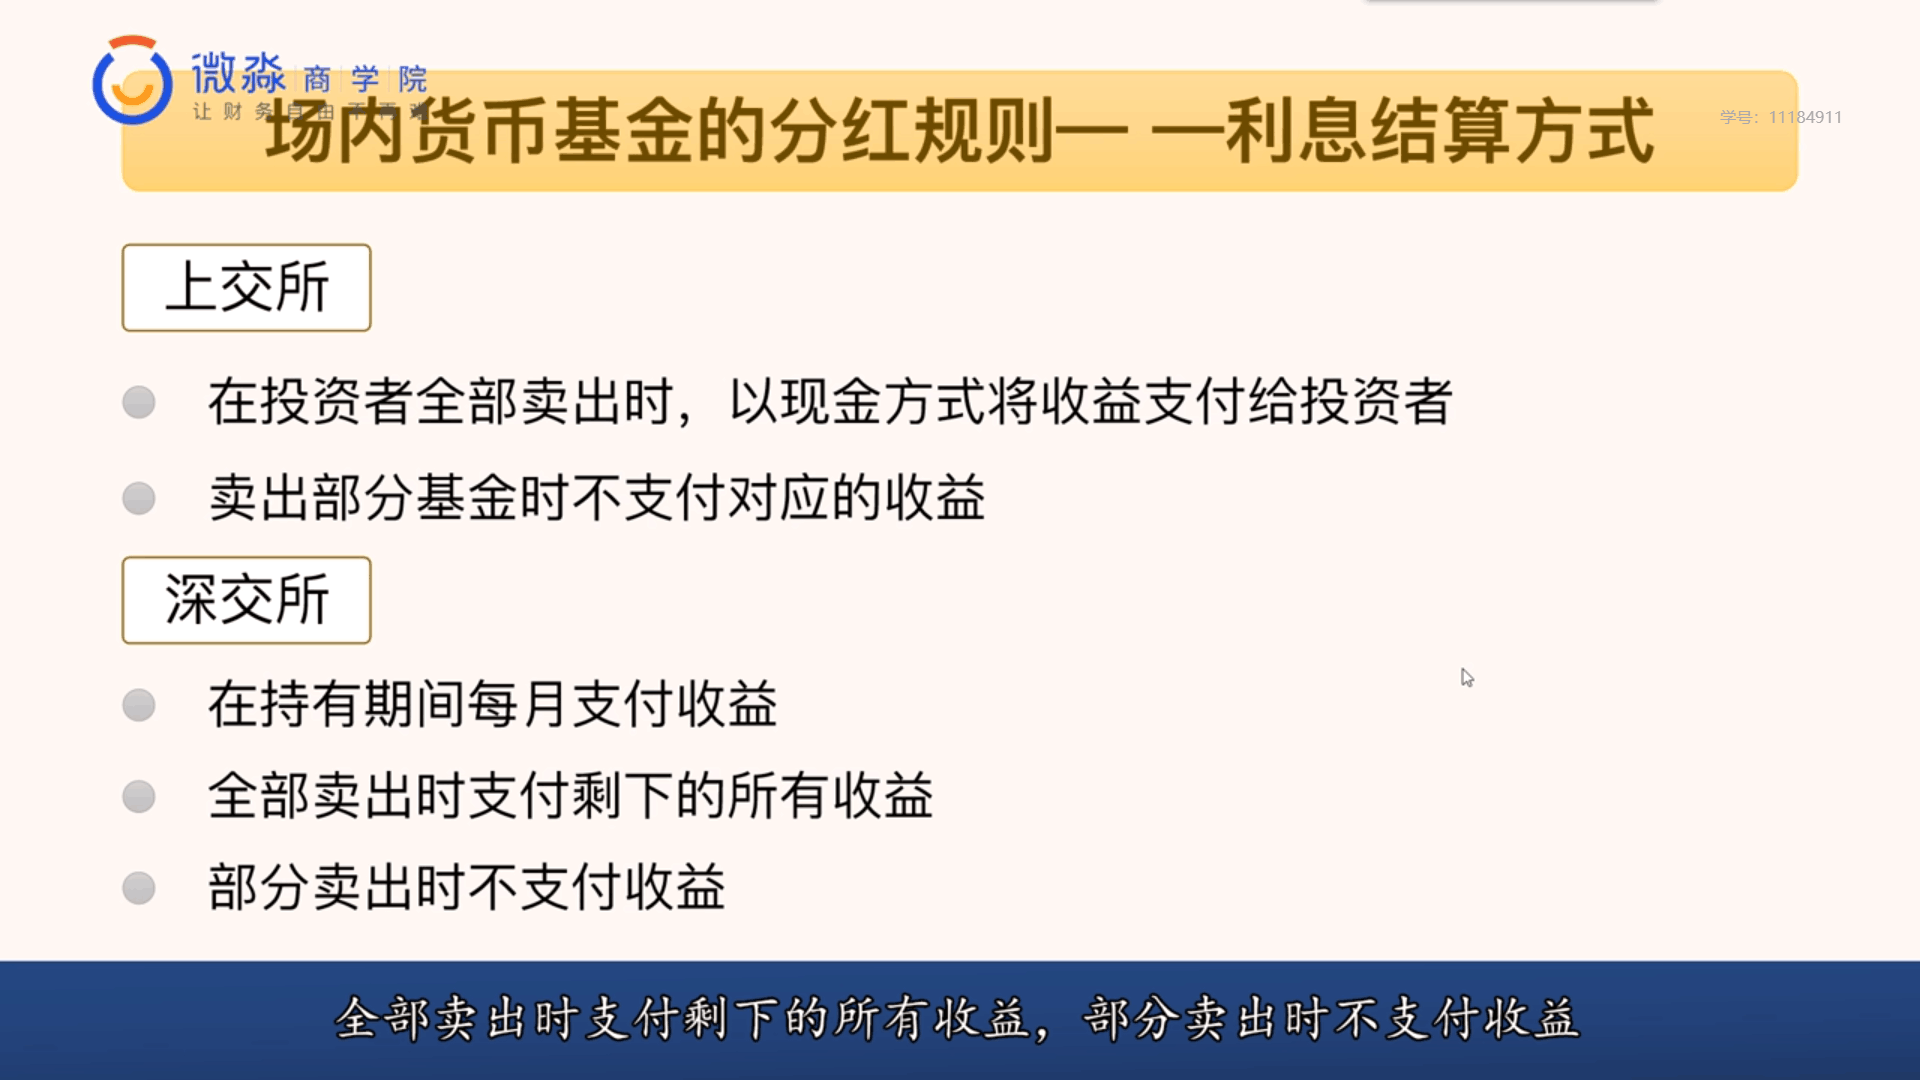 微淼 商学院
让财务自由不再难
场内货币基金的分红规则— —利息结算方式
学号：11184911
上交所
在投资者全部卖出时，以现金方式将收益支付给投资者
卖出部分基金时不支付对应的收益
深交所
在持有期间每月支付收益
全部卖出时支付剩下的所有收益
部分卖出时不支付收益
全部卖出时支付剩下的所有收益，部分卖出时不支付收益